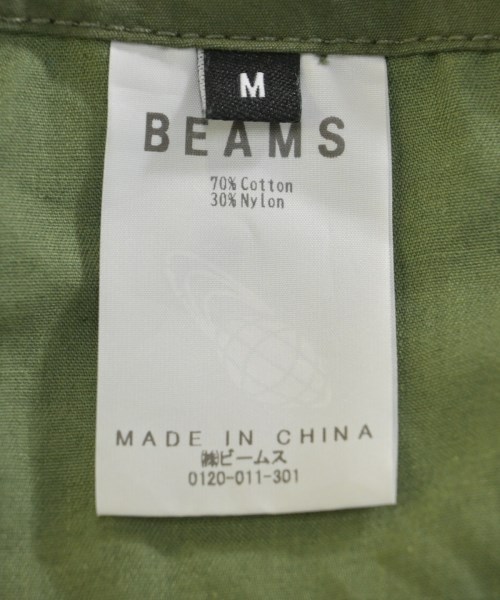 M
BEAMS
70% Cotton
30% Nylon
MADE IN CHINA
㈱ビームス
0120-011-301